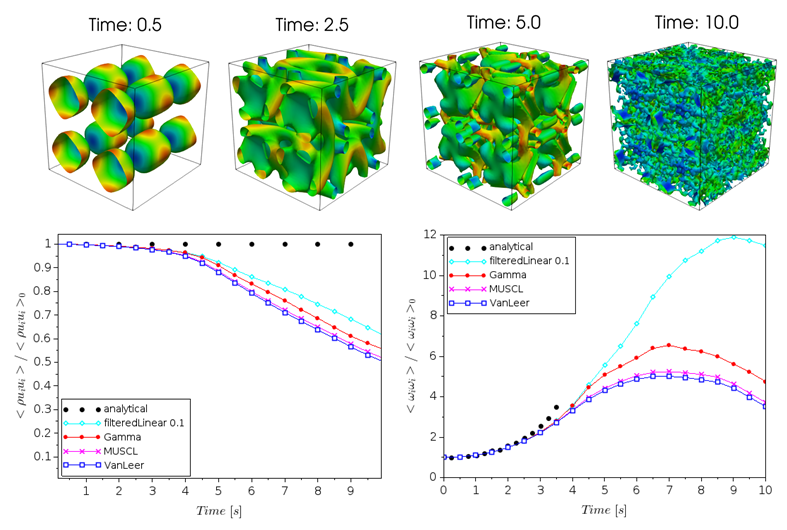 Time: 0.5 Time: 2.5 Time: 5.0 Time: 10.0
< ρuᵢuᵢ > / < ρuᵢuᵢ >₀
1
0.9
0.8
0.7
0.6
0.5
0.4
0.3
0.2
0.1
analytical
filteredLinear 0.1
Gamma
MUSCL
VanLeer
1 2 3 4 5 6 7 8 9
Time [s]
< ωᵢωᵢ > / < ωᵢωᵢ >₀
12
10
8
6
4
2
0
analytical
filteredLinear 0.1
Gamma
MUSCL
VanLeer
0 1 2 3 4 5 6 7 8 9 10
Time [s]